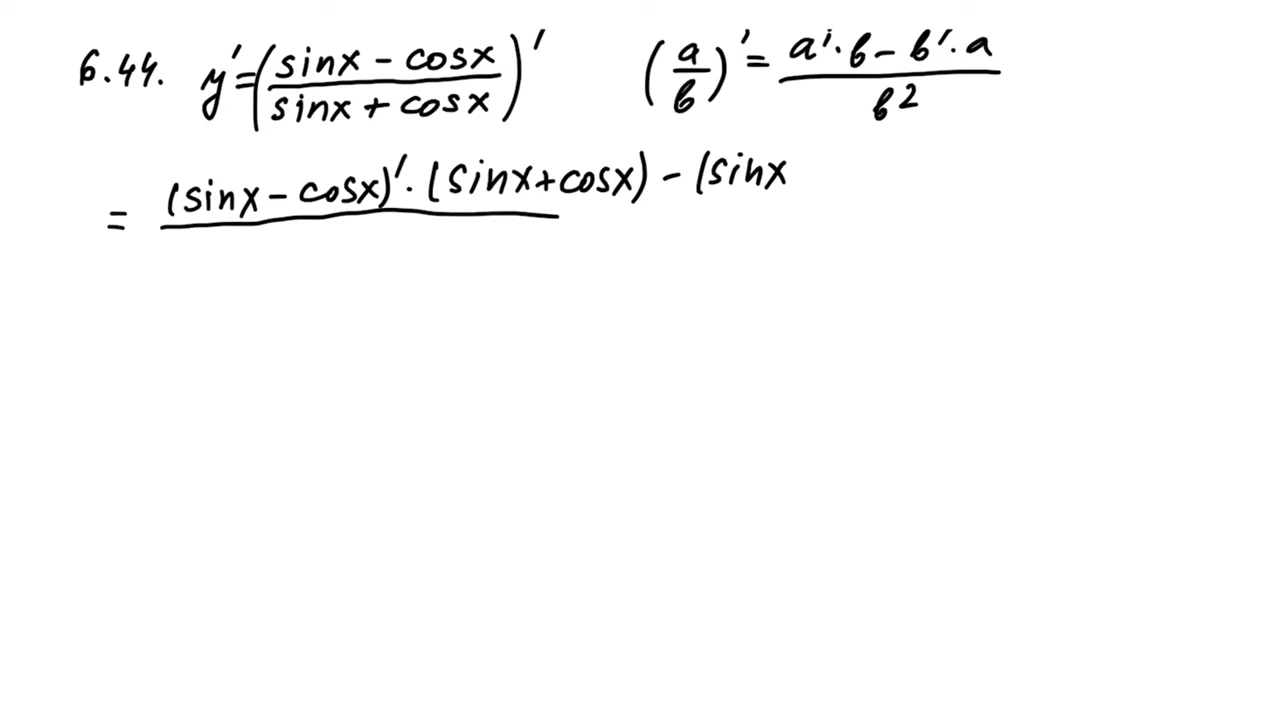 6.44. y' = ((sinx - cosx)/(sinx + cosx))' (a/b)' = (a'·b - b'·a)/b²
= (sinx - cosx)'·(sinx + cosx) - (sinx